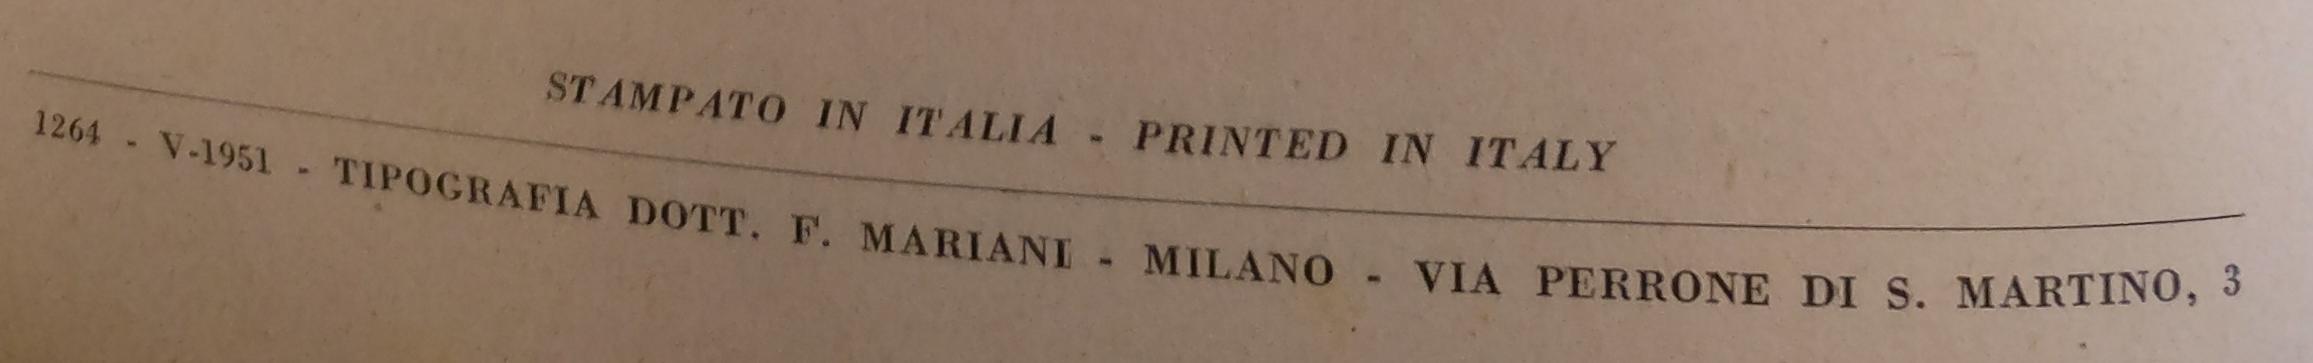 STAMPATO IN ITALIA - PRINTED IN ITALY
1264 - V-1951 - TIPOGRAFIA DOTT. F. MARIANI - MILANO - VIA PERRONE DI S. MARTINO, 3